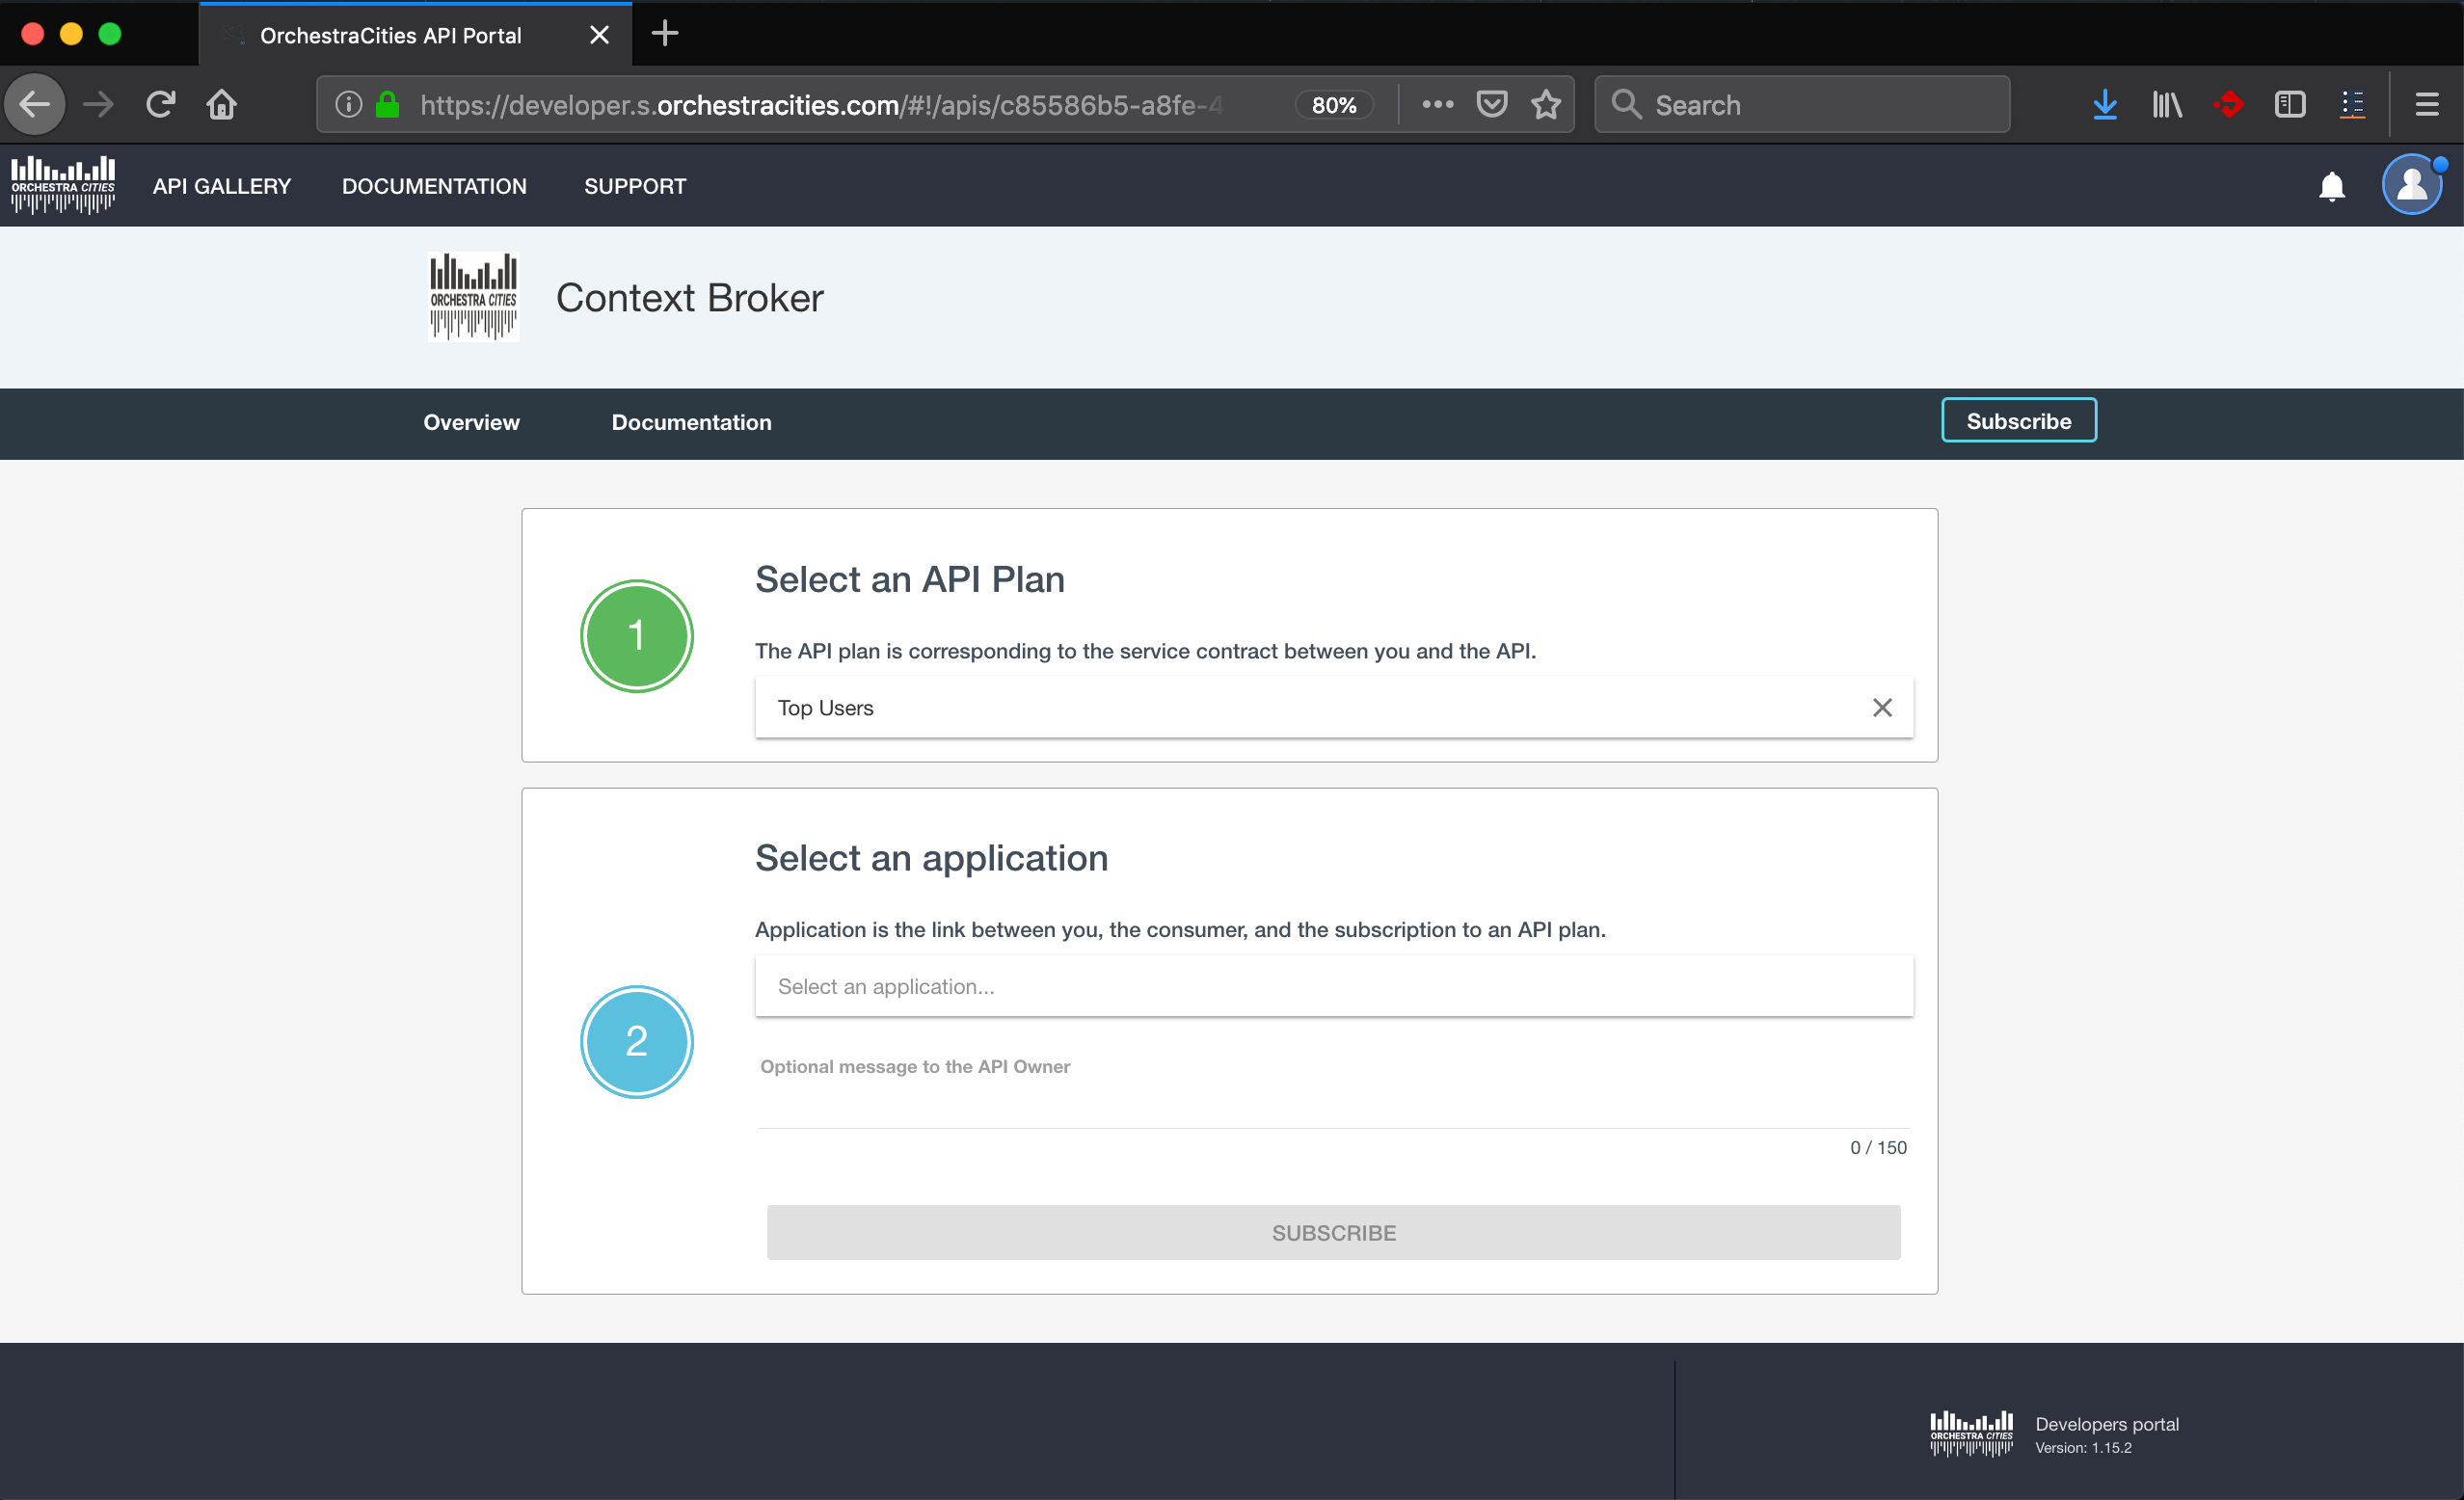 OrchestraCities API Portal
https://developer.s.orchestracities.com/#!/apis/c85586b5-a8fe-4
80%
Search
ORCHESTRA CITIES
API GALLERY
DOCUMENTATION
SUPPORT
ORCHESTRA CITIES
Context Broker
Overview
Documentation
Subscribe
1
Select an API Plan
The API plan is corresponding to the service contract between you and the API.
Top Users
2
Select an application
Application is the link between you, the consumer, and the subscription to an API plan.
Select an application...
Optional message to the API Owner
0 / 150
SUBSCRIBE
ORCHESTRA CITIES
Developers portal
Version: 1.15.2